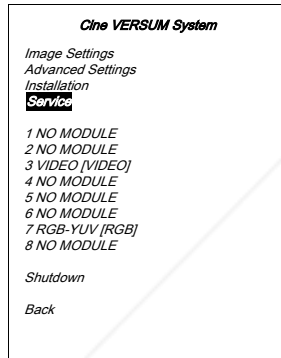 Cine VERSUM System
Image Settings
Advanced Settings
Installation
Service
1 NO MODULE
2 NO MODULE
3 VIDEO [VIDEO]
4 NO MODULE
5 NO MODULE
6 NO MODULE
7 RGB-YUV [RGB]
8 NO MODULE
Shutdown
Back